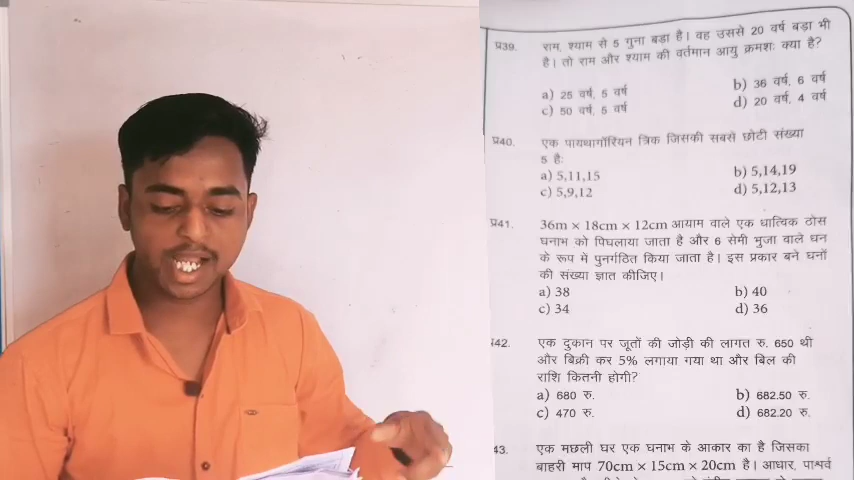 प्र39. राम, श्याम से 5 गुना बड़ा है। वह उससे 20 वर्ष बड़ा भी
है। तो राम और श्याम की वर्तमान आयु क्रमशः क्या है?
a) 25 वर्ष, 5 वर्ष b) 36 वर्ष, 6 वर्ष
c) 50 वर्ष, 5 वर्ष d) 20 वर्ष, 4 वर्ष
प्र40. एक पायथागॉरियन त्रिक जिसकी सबसे छोटी संख्या
5 है:
a) 5,11,15 b) 5,14,19
c) 5,9,12 d) 5,12,13
प्र41. 36m × 18cm × 12cm आयाम वाले एक धात्विक ठोस
घनाभ को पिघलाया जाता है और 6 सेमी भुजा वाले घन
के रूप में पुनर्गठित किया जाता है। इस प्रकार बने घनों
की संख्या ज्ञात कीजिए।
a) 38 b) 40
c) 34 d) 36
42. एक दुकान पर जूतों की जोड़ी की लागत रु. 650 थी
और बिक्री कर 5% लगाया गया था और बिल की
राशि कितनी होगी?
a) 680 रु. b) 682.50 रु.
c) 470 रु. d) 682.20 रु.
43. एक मछली घर एक घनाभ के आकार का है जिसका
बाहरी माप 70cm × 15cm × 20cm है। आधार, पार्श्व